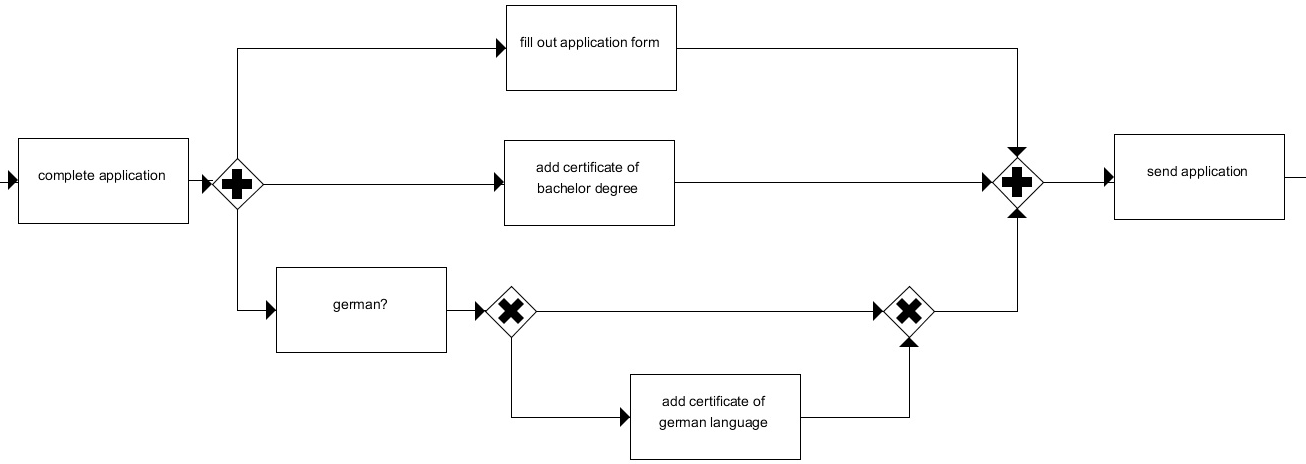 fill out application form
complete application
add certificate of
bachelor degree
send application
german?
add certificate of
german language